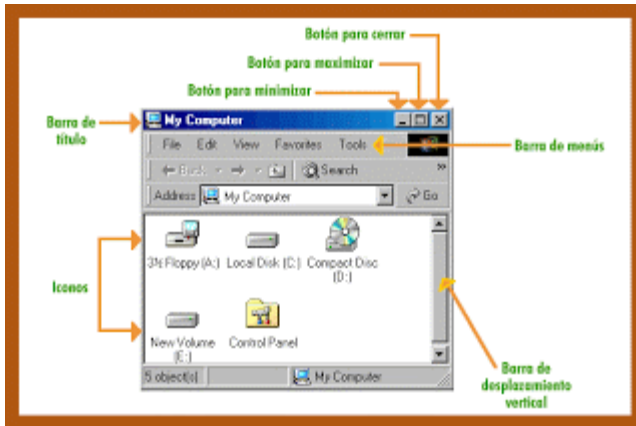 Botón para cerrar
Botón para maximizar
Botón para minimizar
Barra de
título
My Computer
File Edit View Favorites Tools
Barra de menús
Back Search »
Address My Computer Go
3½ Floppy (A:) Local Disk (C:) Compact Disc
(D:)
Iconos
New Volume Control Panel
(E:)
5 object(s) My Computer
Barra de
desplazamiento
vertical